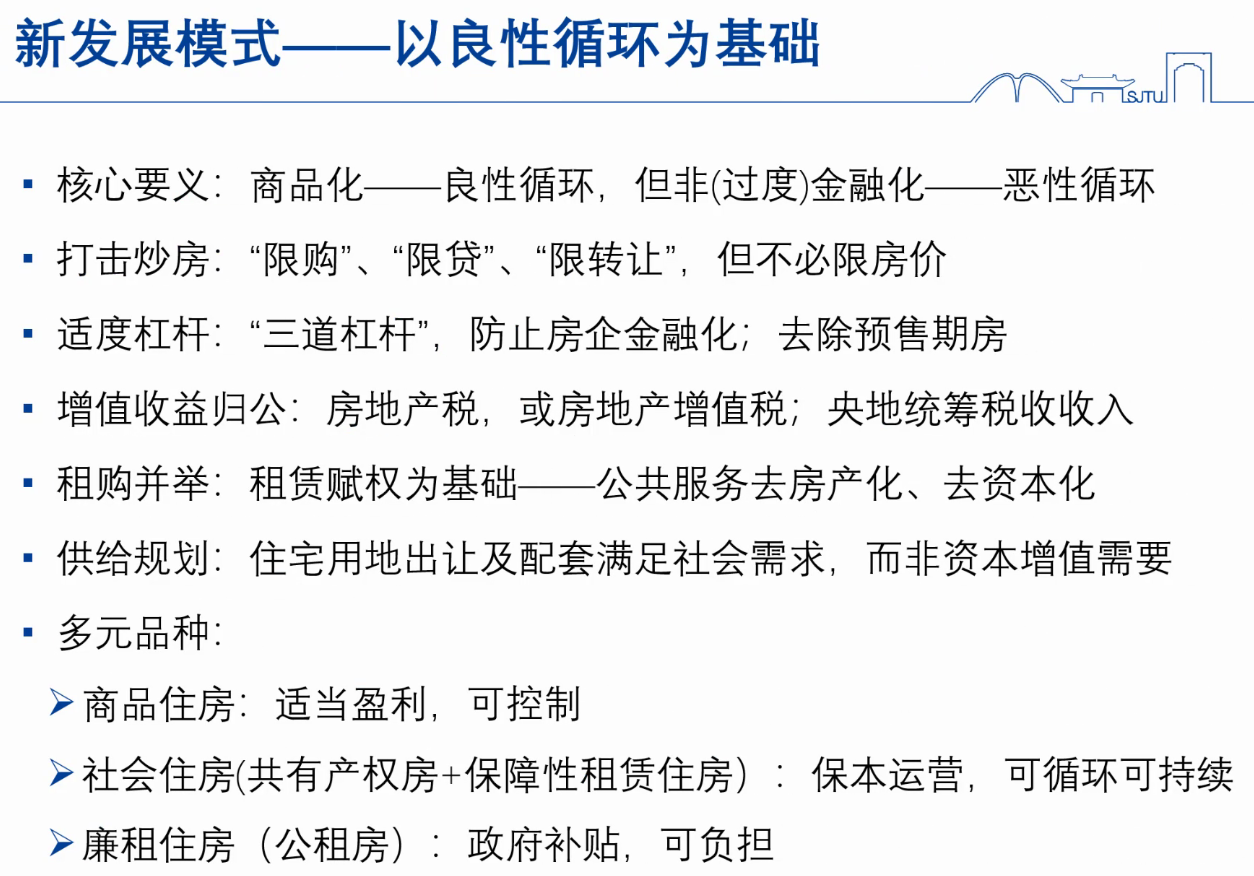 新发展模式——以良性循环为基础
SJTU
▪ 核心要义：商品化——良性循环，但非(过度)金融化——恶性循环
▪ 打击炒房：“限购”、“限贷”、“限转让”，但不必限房价
▪ 适度杠杆：“三道杠杆”，防止房企金融化；去除预售期房
▪ 增值收益归公：房地产税，或房地产增值税；央地统筹税收收入
▪ 租购并举：租赁赋权为基础——公共服务去房产化、去资本化
▪ 供给规划：住宅用地出让及配套满足社会需求，而非资本增值需要
▪ 多元品种：
➢ 商品住房：适当盈利，可控制
➢ 社会住房(共有产权房+保障性租赁住房）：保本运营，可循环可持续
➢ 廉租住房（公租房）：政府补贴，可负担